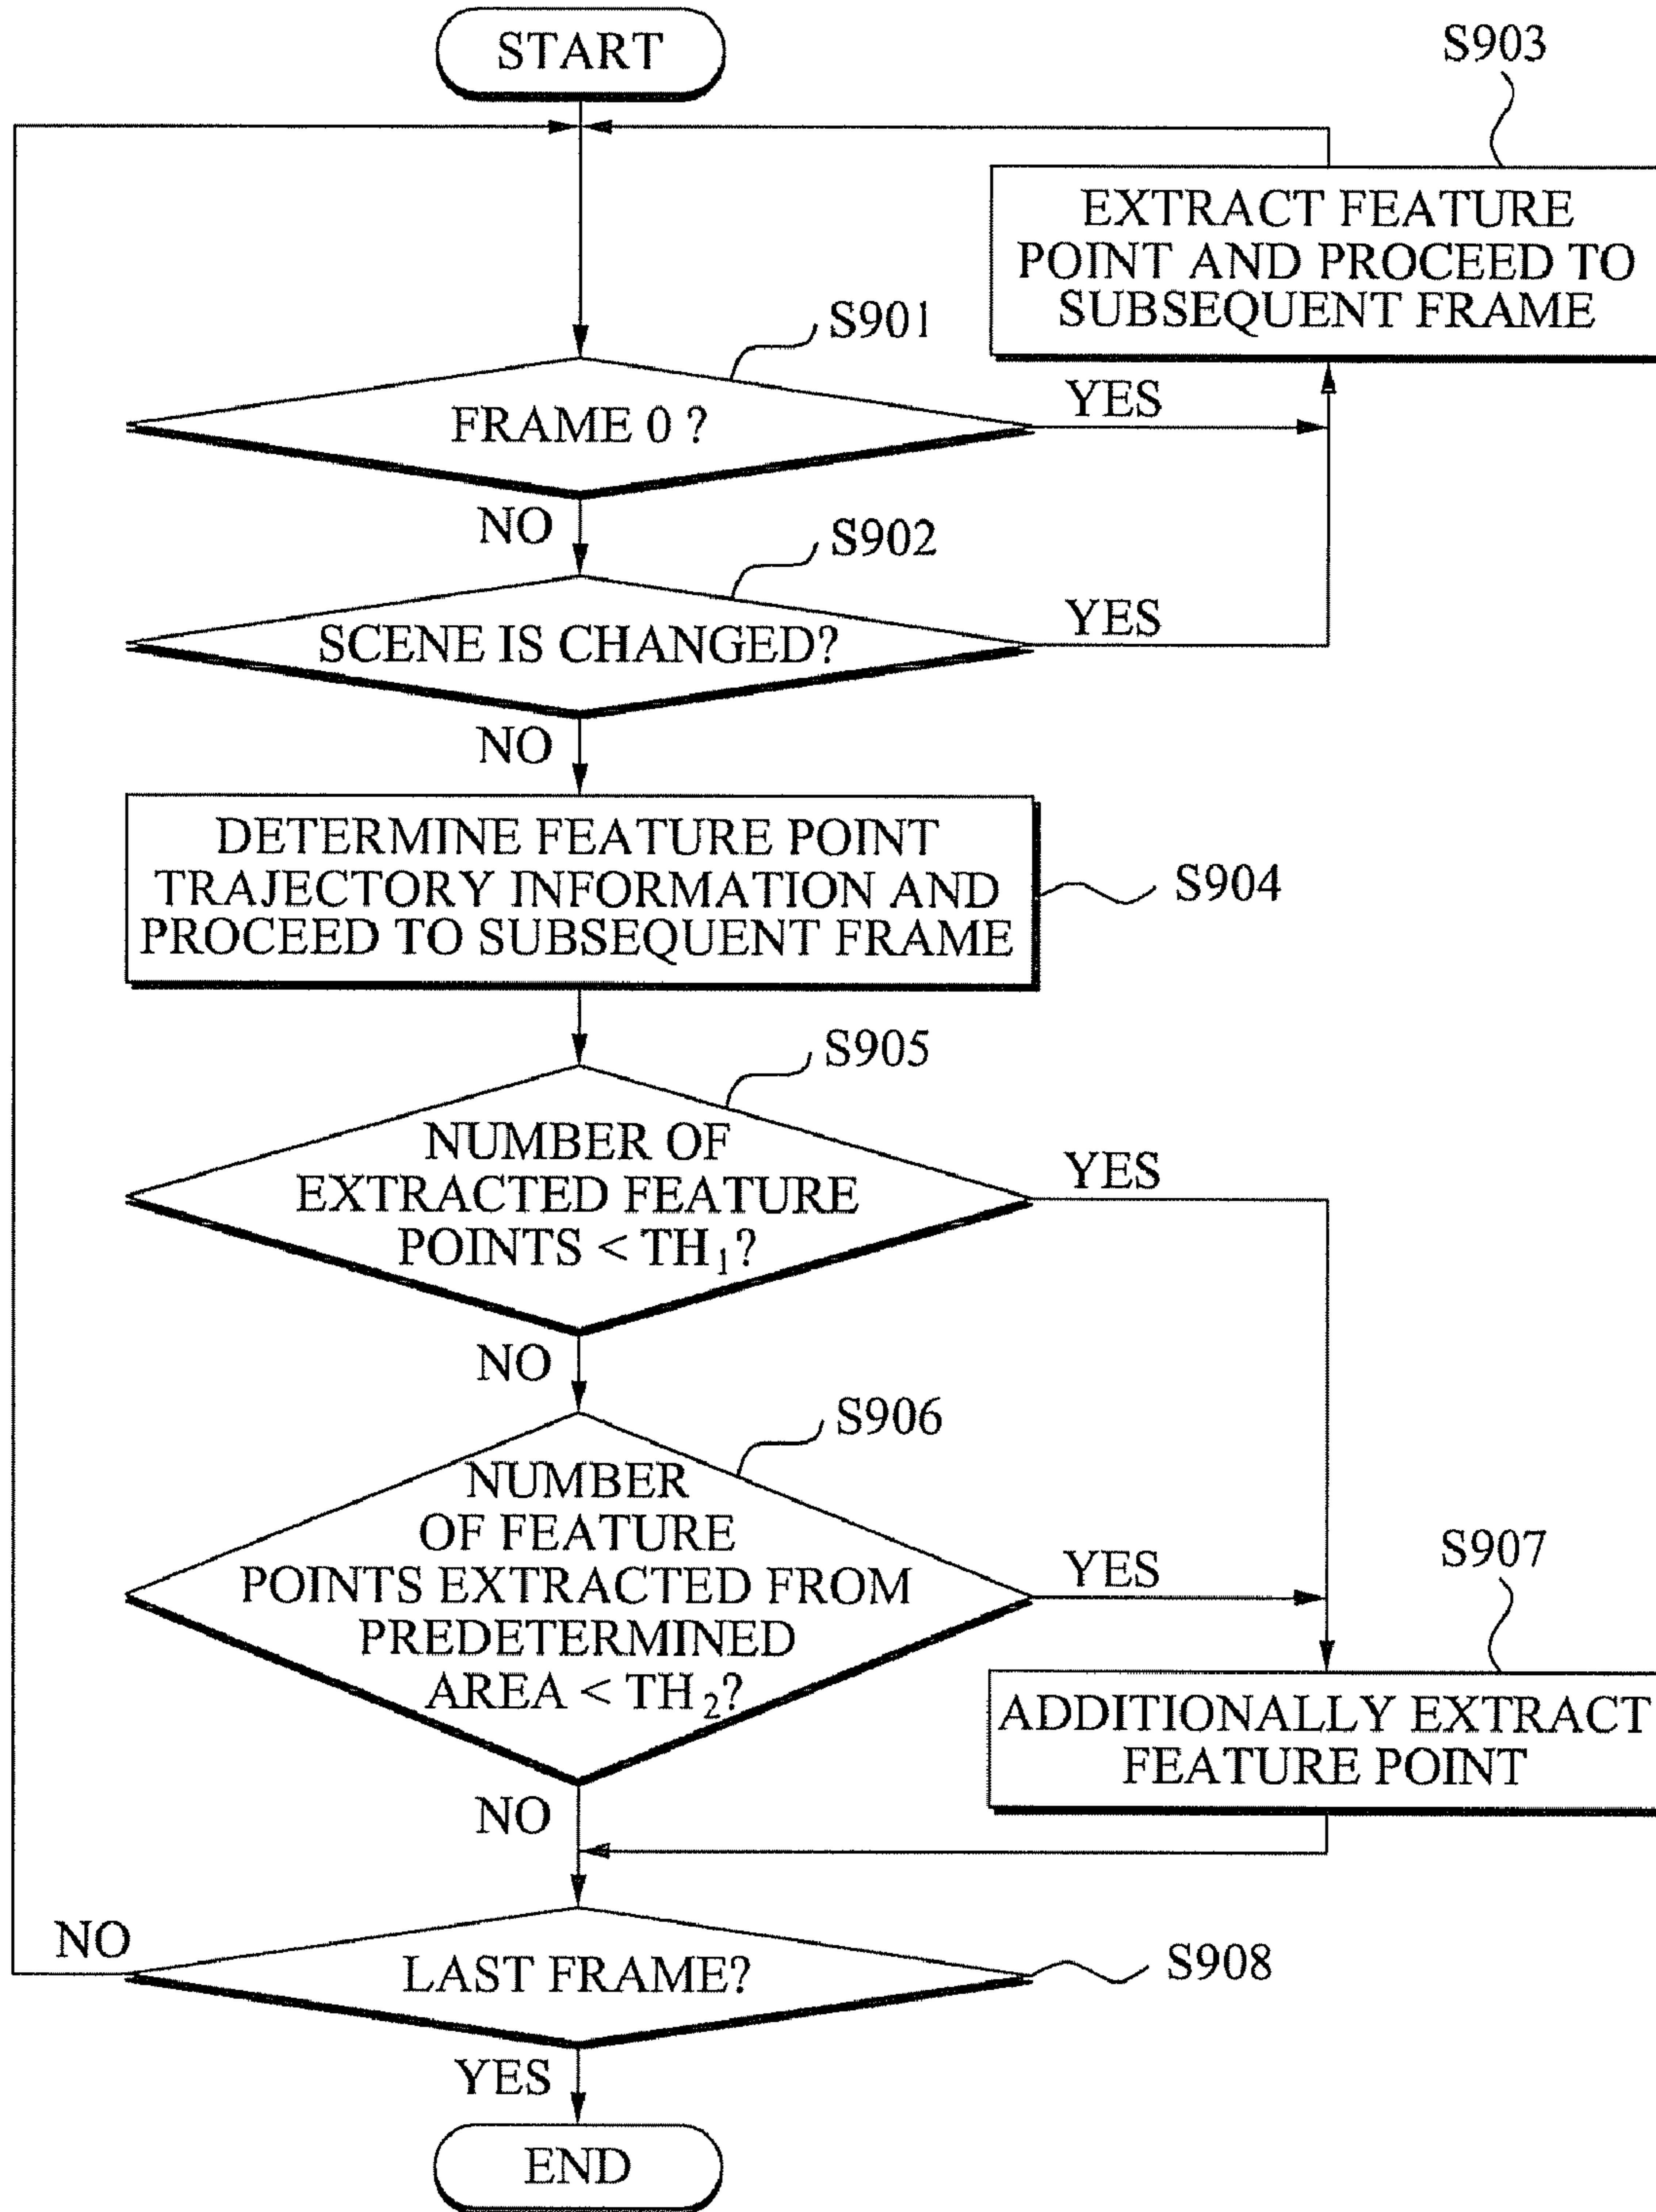 START
S903
EXTRACT FEATURE
POINT AND PROCEED TO
SUBSEQUENT FRAME
S901
FRAME 0 ?
YES
NO
S902
SCENE IS CHANGED?
YES
NO
DETERMINE FEATURE POINT
TRAJECTORY INFORMATION AND
PROCEED TO SUBSEQUENT FRAME
S904
S905
NUMBER OF
EXTRACTED FEATURE
POINTS < TH₁?
YES
NO
S906
NUMBER
OF FEATURE
POINTS EXTRACTED FROM
PREDETERMINED
AREA < TH₂?
YES
S907
ADDITIONALLY EXTRACT
FEATURE POINT
NO
NO
LAST FRAME?
S908
YES
END